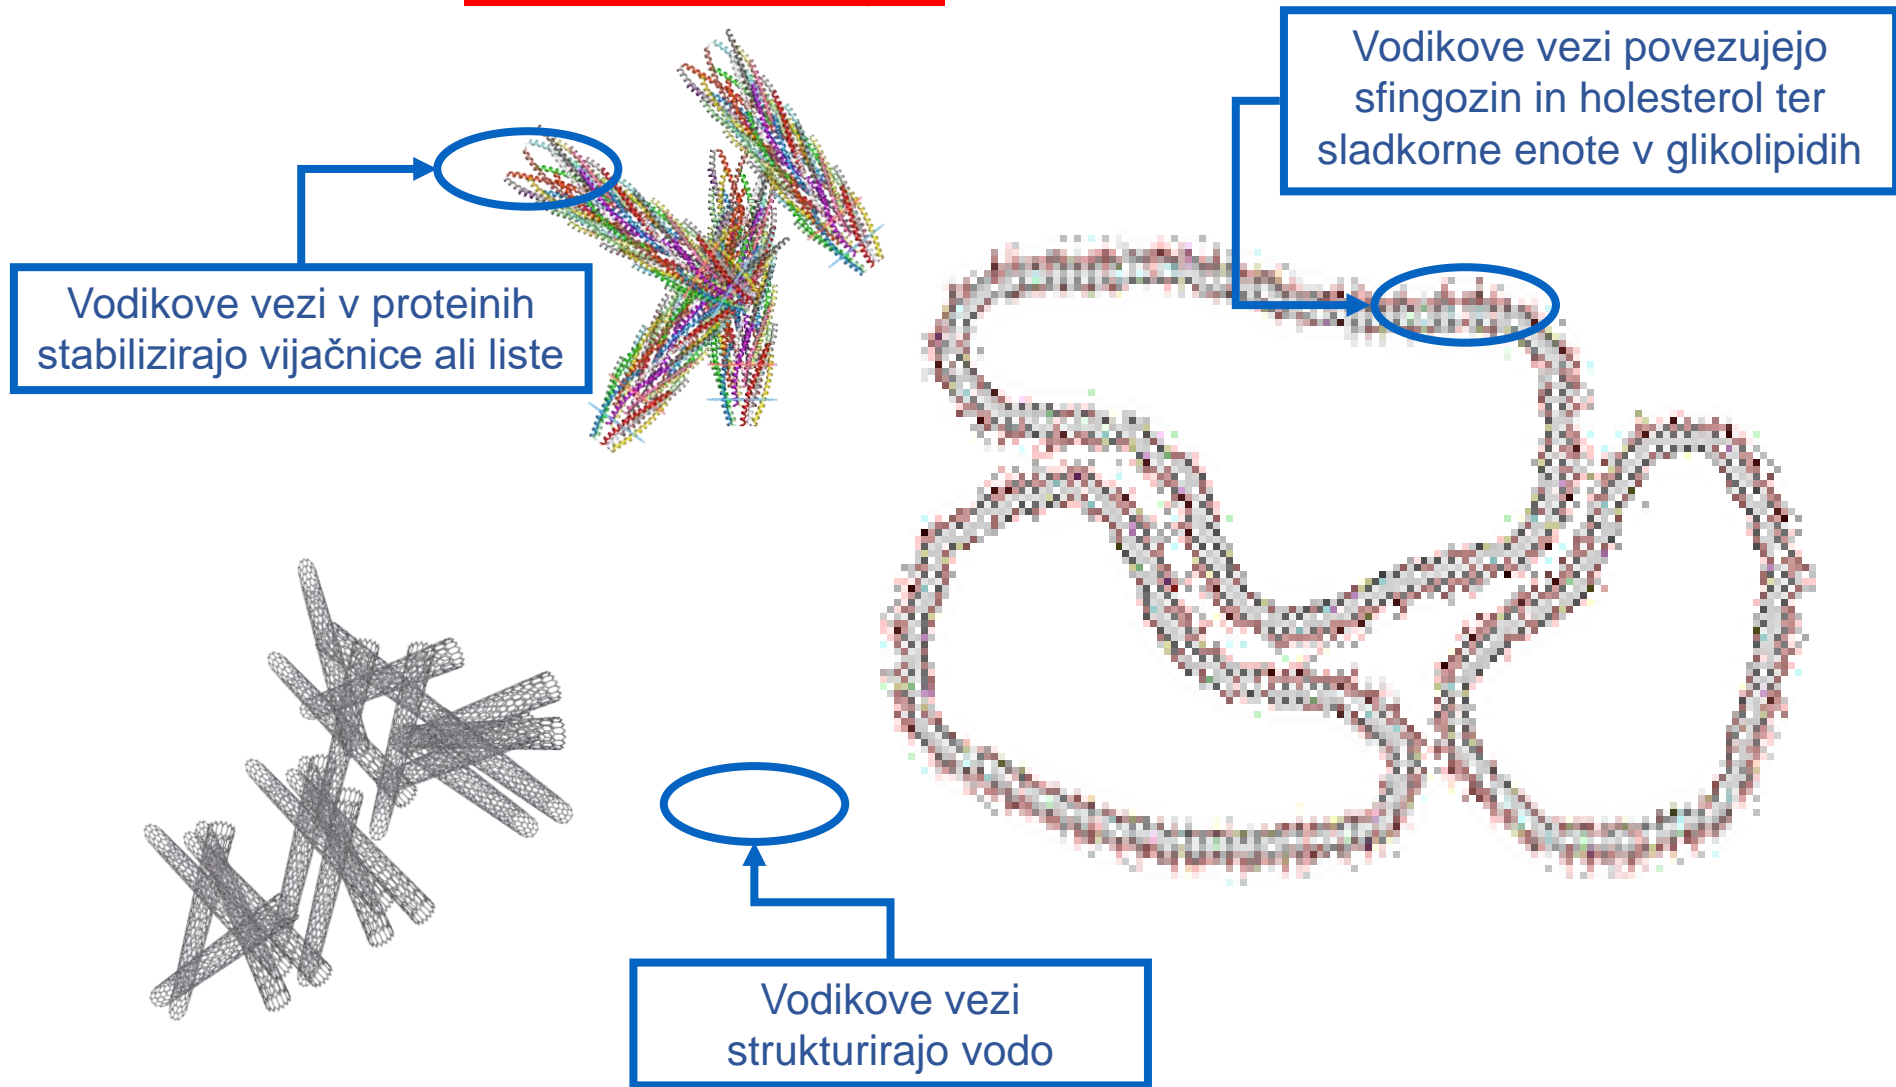 Vodikove vezi povezujejo
sfingozin in holesterol ter
sladkorne enote v glikolipidih
Vodikove vezi v proteinih
stabilizirajo vijačnice ali liste
Vodikove vezi
strukturirajo vodo